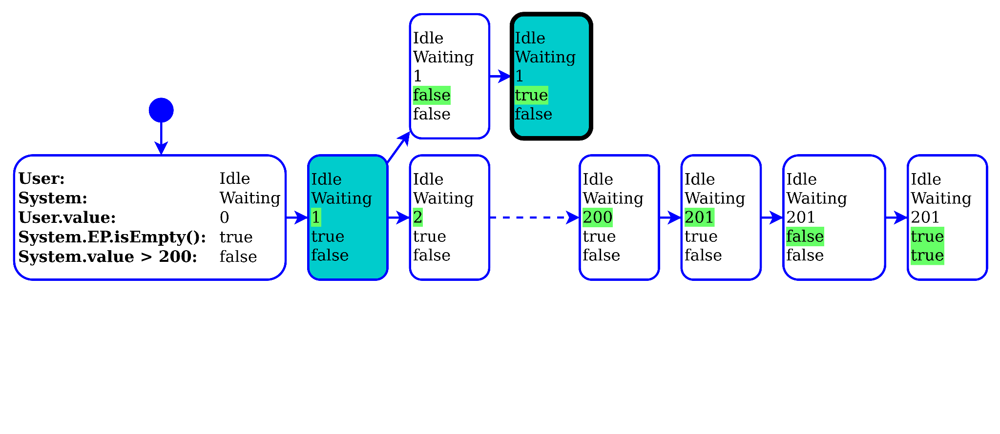 Idle
Waiting
1
false
false
Idle
Waiting
1
true
false
User: Idle
System: Waiting
User.value: 0
System.EP.isEmpty(): true
System.value > 200: false
Idle
Waiting
1
true
false
Idle
Waiting
2
true
false
Idle
Waiting
200
true
false
Idle
Waiting
201
true
false
Idle
Waiting
201
false
false
Idle
Waiting
201
true
true